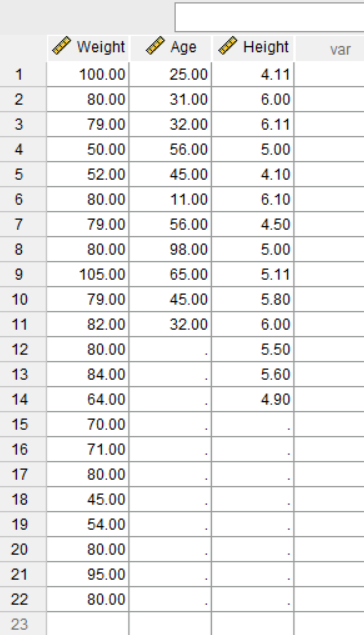 Weight Age Height var
1 100.00 25.00 4.11
2 80.00 31.00 6.00
3 79.00 32.00 6.11
4 50.00 56.00 5.00
5 52.00 45.00 4.10
6 80.00 11.00 6.10
7 79.00 56.00 4.50
8 80.00 98.00 5.00
9 105.00 65.00 5.11
10 79.00 45.00 5.80
11 82.00 32.00 6.00
12 80.00 . 5.50
13 84.00 . 5.60
14 64.00 . 4.90
15 70.00 . .
16 71.00 . .
17 80.00 . .
18 45.00 . .
19 54.00 . .
20 80.00 . .
21 95.00 . .
22 80.00 . .
23